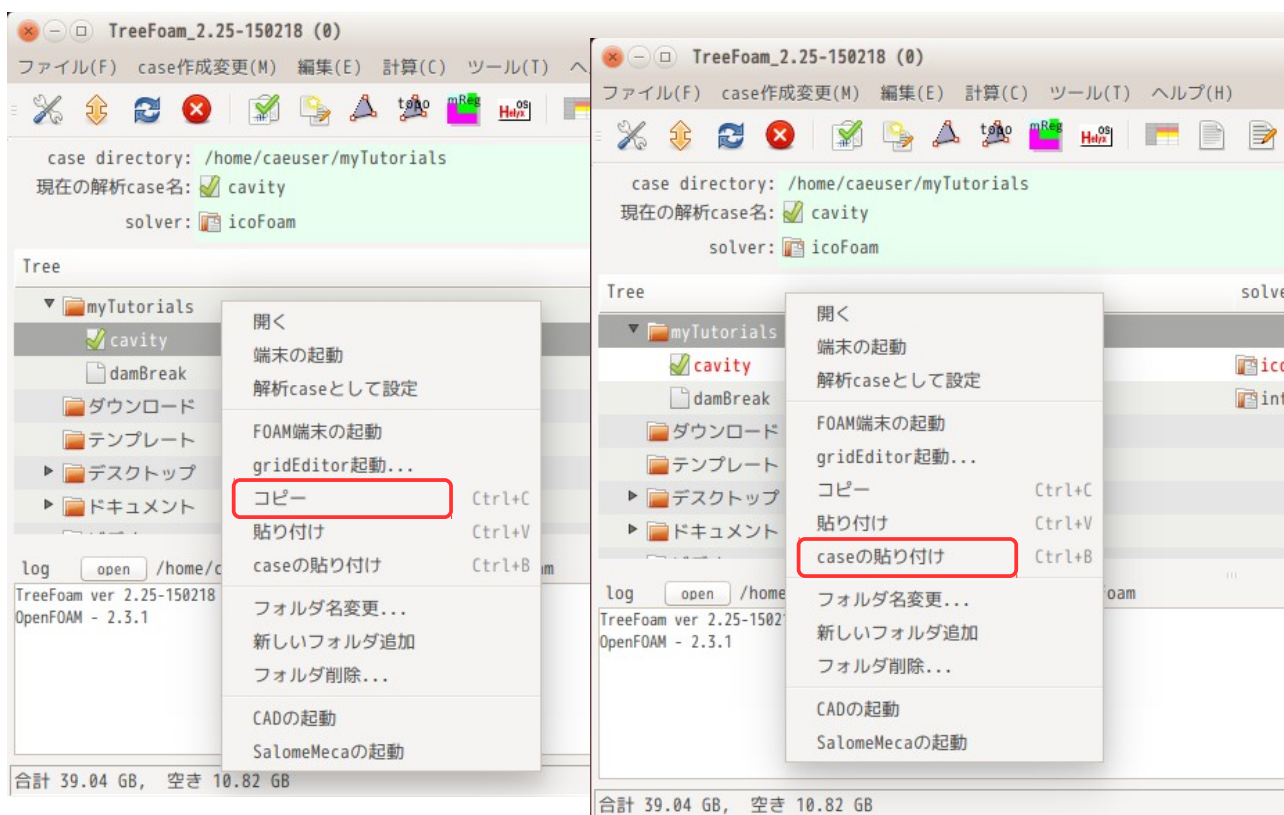 TreeFoam_2.25-150218 (0)
ファイル(F) case作成変更(M) 編集(E) 計算(C) ツール(T) ヘ
case directory: /home/caeuser/myTutorials
現在の解析case名: cavity
solver: icoFoam
Tree
myTutorials
cavity
damBreak
ダウンロード
テンプレート
デスクトップ
ドキュメント
開く
端末の起動
解析caseとして設定
FOAM端末の起動
gridEditor起動...
コピー Ctrl+C
貼り付け Ctrl+V
caseの貼り付け Ctrl+B
フォルダ名変更...
新しいフォルダ追加
フォルダ削除...
CADの起動
SalomeMecaの起動
log open /home/c
TreeFoam ver 2.25-150218
OpenFOAM - 2.3.1
合計 39.04 GB, 空き 10.82 GB
TreeFoam_2.25-150218 (0)
ファイル(F) case作成変更(M) 編集(E) 計算(C) ツール(T) ヘルプ(H)
case directory: /home/caeuser/myTutorials
現在の解析case名: cavity
solver: icoFoam
Tree solve
myTutorials
cavity ico
damBreak int
ダウンロード
テンプレート
デスクトップ
ドキュメント
開く
端末の起動
解析caseとして設定
FOAM端末の起動
gridEditor起動...
コピー Ctrl+C
貼り付け Ctrl+V
caseの貼り付け Ctrl+B
フォルダ名変更...
新しいフォルダ追加
フォルダ削除...
CADの起動
SalomeMecaの起動
log open /home oam
TreeFoam ver 2.25-1502
OpenFOAM - 2.3.1
合計 39.04 GB, 空き 10.82 GB